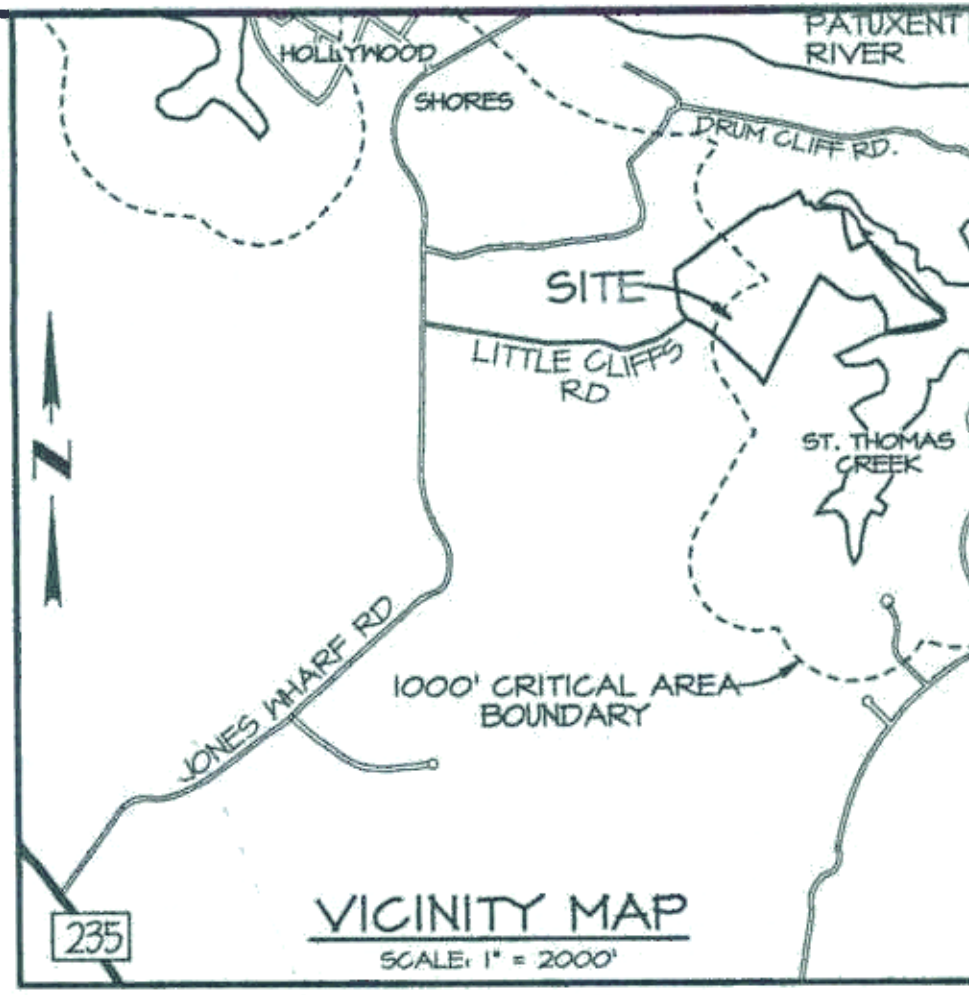 PATUXENT
RIVER
HOLLYWOOD
SHORES
DRUM CLIFF RD.
SITE
LITTLE CLIFFS
RD
N
ST. THOMAS
CREEK
JONES WHARF RD
1000' CRITICAL AREA
BOUNDARY
VICINITY MAP
SCALE: 1" = 2000'
235